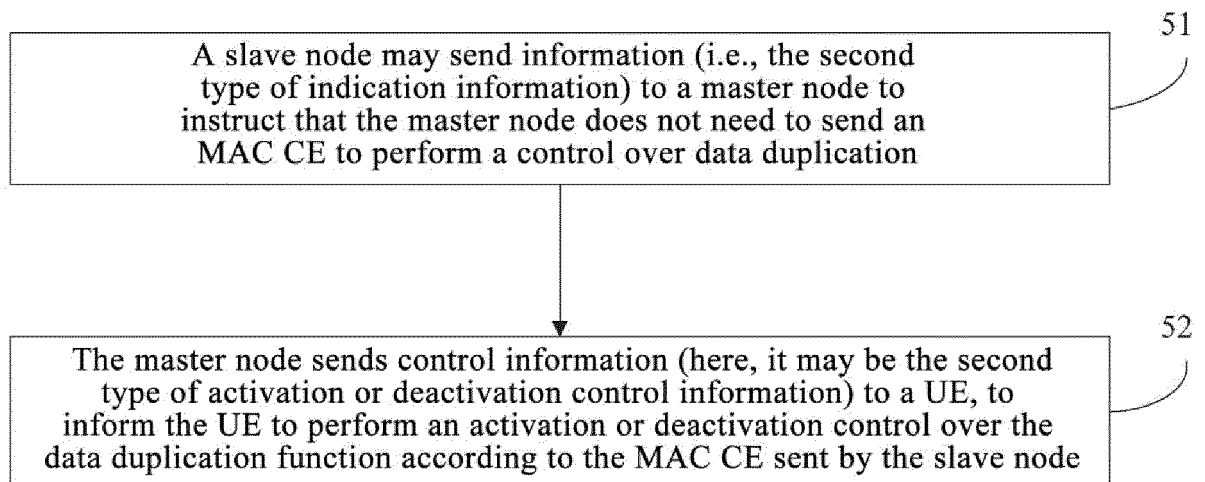 51
A slave node may send information (i.e., the second
type of indication information) to a master node to
instruct that the master node does not need to send an
MAC CE to perform a control over data duplication
52
The master node sends control information (here, it may be the second
type of activation or deactivation control information) to a UE, to
inform the UE to perform an activation or deactivation control over the
data duplication function according to the MAC CE sent by the slave node